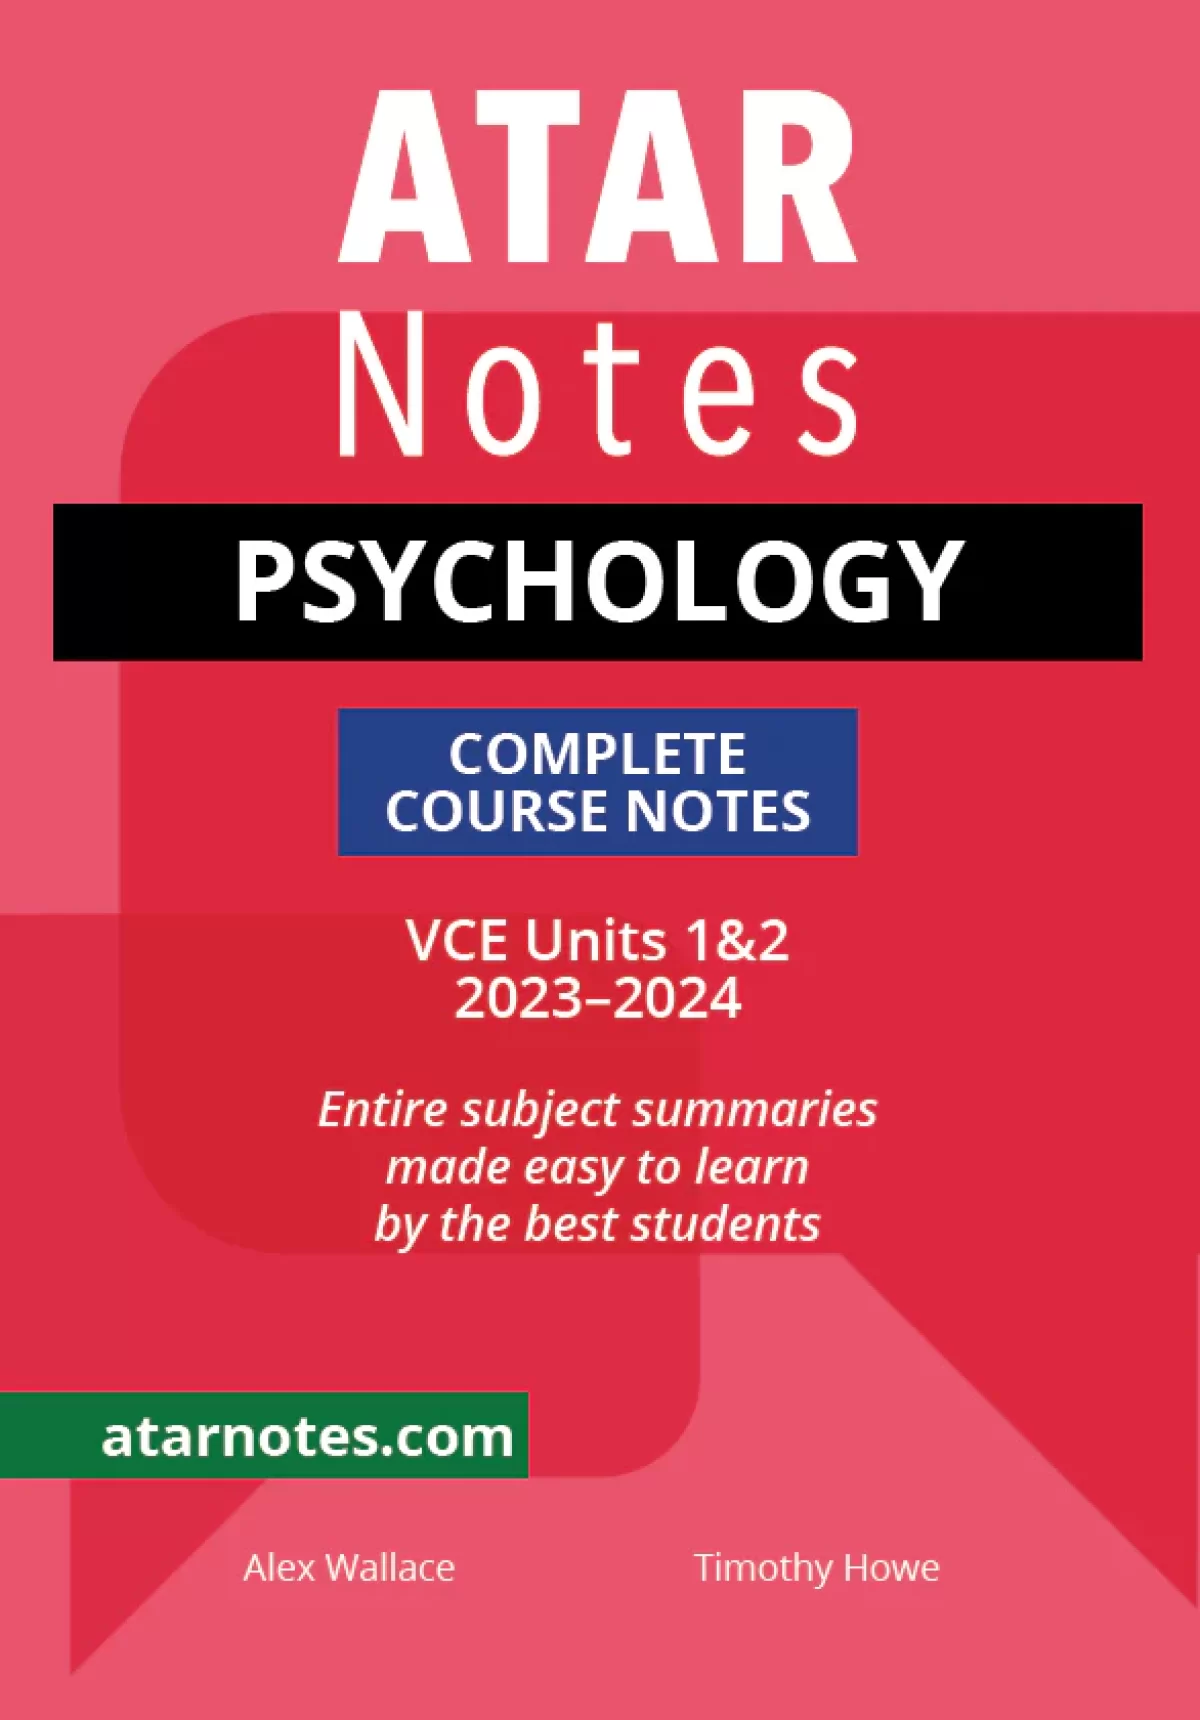 ATAR
Notes
PSYCHOLOGY
COMPLETE
COURSE NOTES
VCE Units 1&2
2023–2024
Entire subject summaries
made easy to learn
by the best students
atarnotes.com
Alex Wallace
Timothy Howe